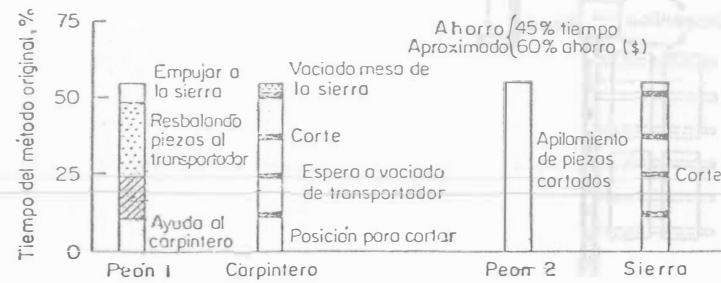 Tiempo del método original, %
75
50
25
0
Empujar a
la sierra
Resbalando
piezas al
transportador
Ayuda al
carpintero
Peón 1
Vaciado mesa de
la sierra
Corte
Espera a vaciado
de transportador
Posición para cortar
Carpintero
Ahorro 45% tiempo
Aproximado 60% ahorro ($)
Apilamiento
de piezas
cortadas
Peón 2
Corte
Sierra